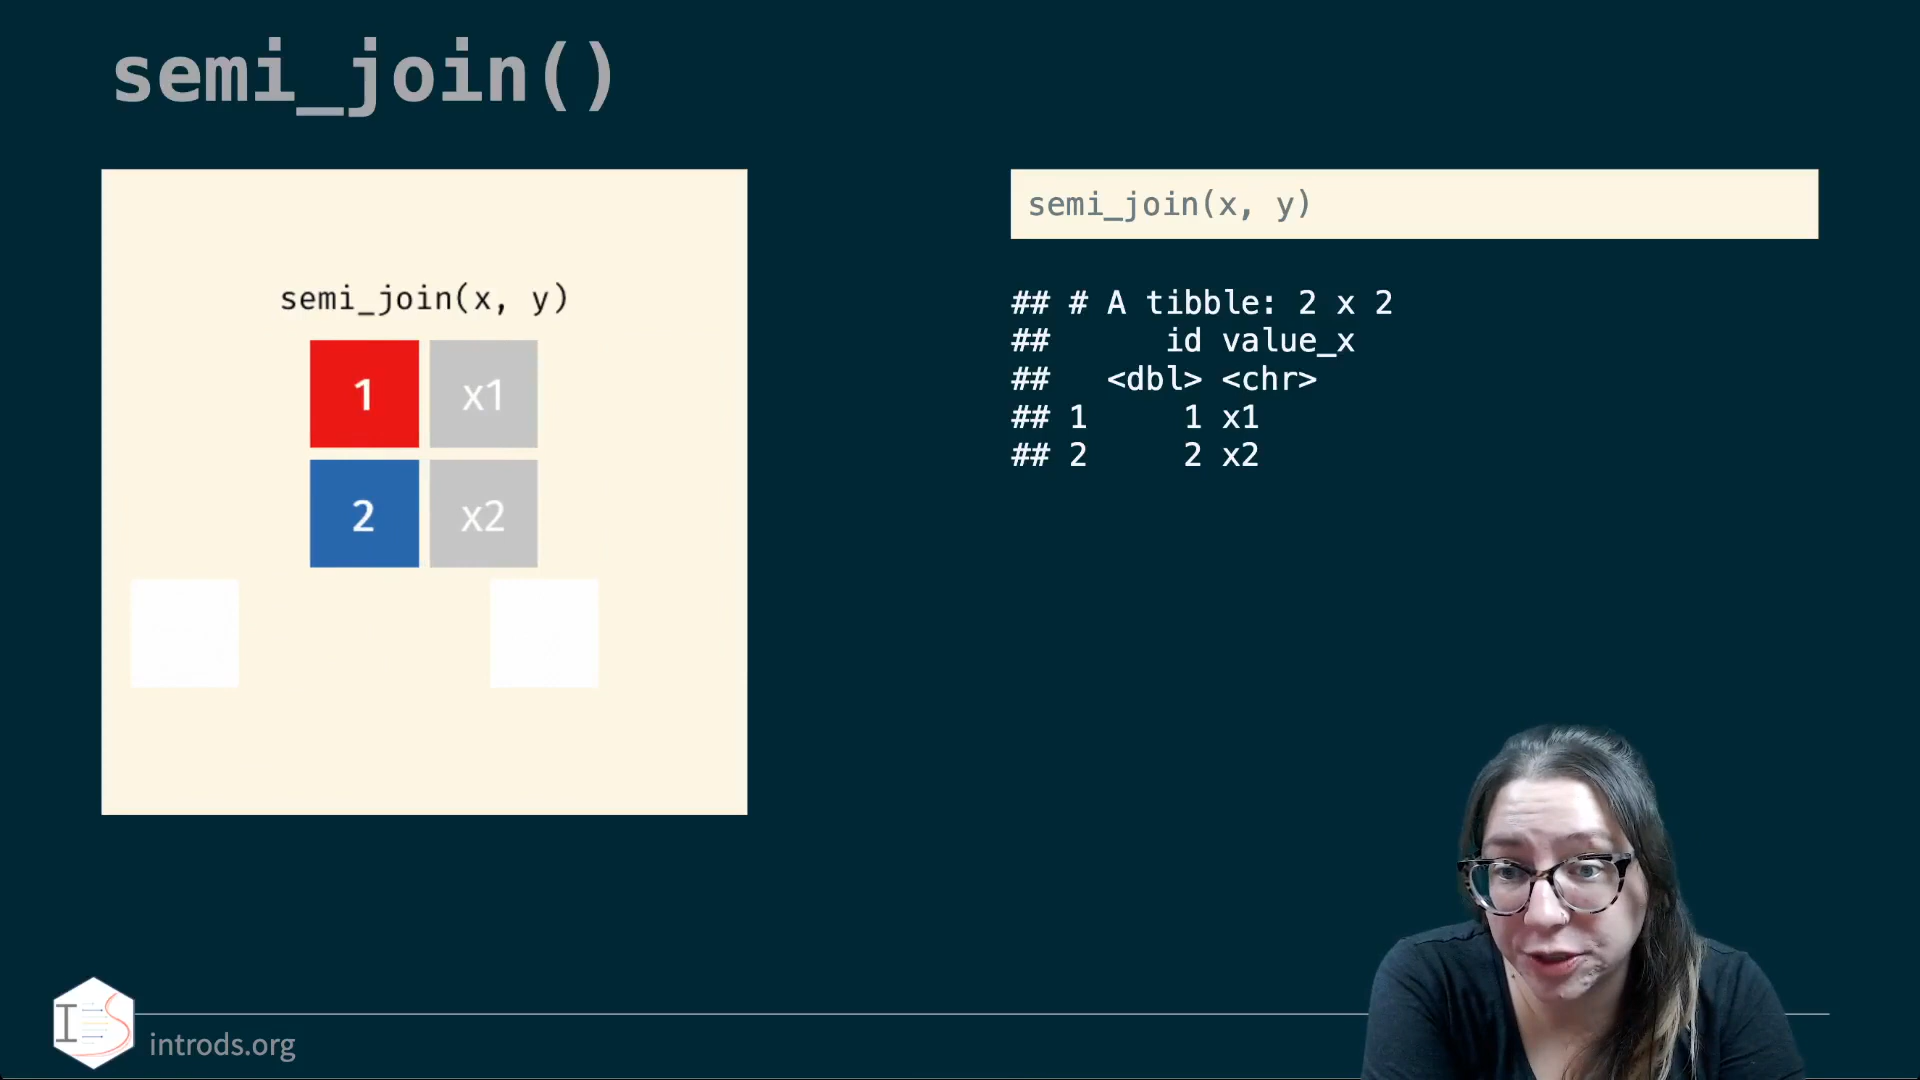 semi_join()
semi_join(x, y)
1 x1
2 x2
semi_join(x, y)
## # A tibble: 2 x 2
##      id value_x
##   <dbl> <chr>
## 1     1 x1
## 2     2 x2
IS
introds.org